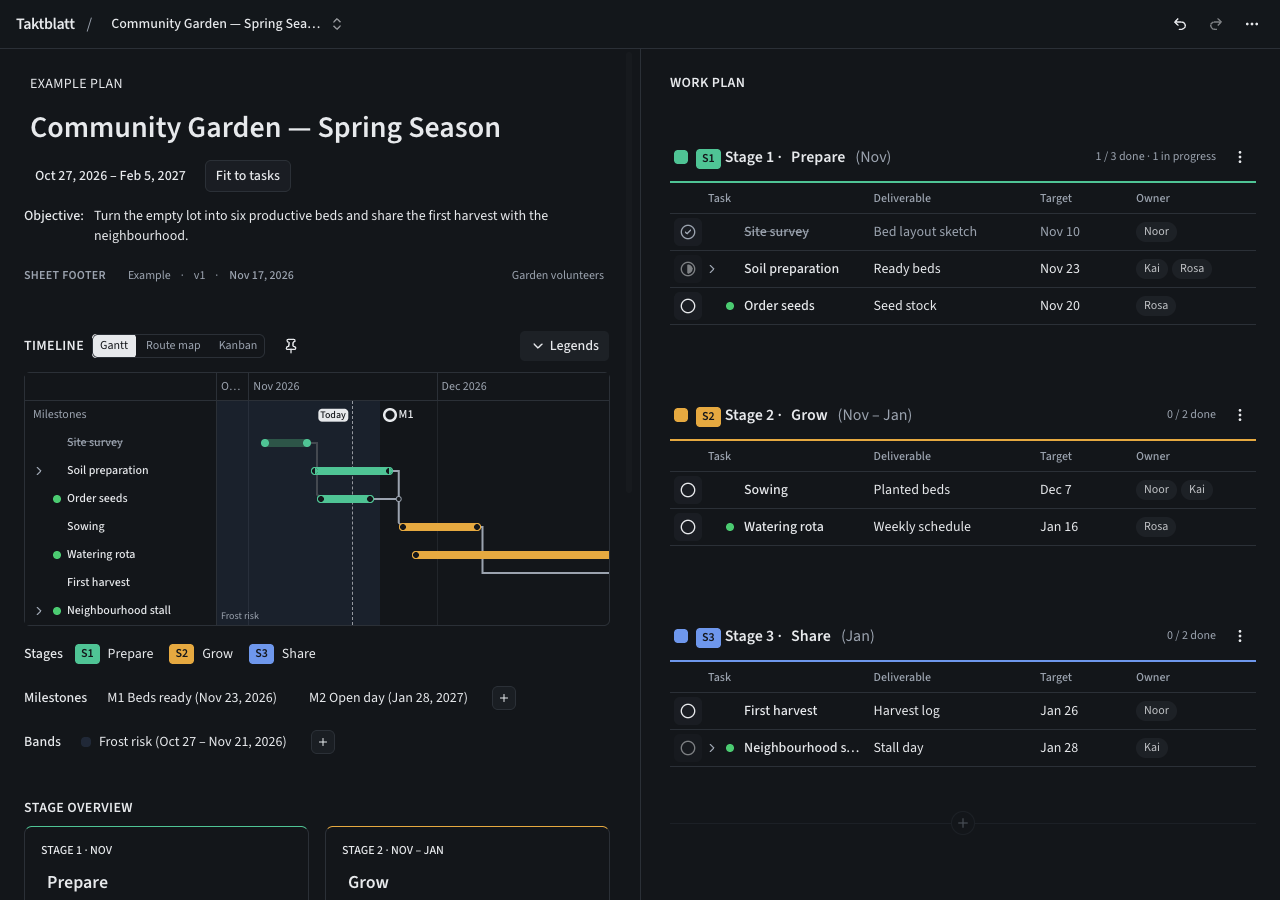 Taktblatt / Community Garden — Spring Sea…
EXAMPLE PLAN
Community Garden — Spring Season
Oct 27, 2026 – Feb 5, 2027 Fit to tasks
Objective: Turn the empty lot into six productive beds and share the first harvest with the
neighbourhood.
SHEET FOOTER Example · v1 · Nov 17, 2026 Garden volunteers
TIMELINE Gantt Route map Kanban Legends
O… Nov 2026 Dec 2026
Milestones Today M1
Site survey
Soil preparation
Order seeds
Sowing
Watering rota
First harvest
Neighbourhood stall
Frost risk
Stages S1 Prepare S2 Grow S3 Share
Milestones M1 Beds ready (Nov 23, 2026) M2 Open day (Jan 28, 2027) +
Bands Frost risk (Oct 27 – Nov 21, 2026) +
STAGE OVERVIEW
STAGE 1 · NOV
Prepare
STAGE 2 · NOV – JAN
Grow
WORK PLAN
S1 Stage 1 · Prepare (Nov) 1 / 3 done · 1 in progress
Task Deliverable Target Owner
Site survey Bed layout sketch Nov 10 Noor
Soil preparation Ready beds Nov 23 Kai Rosa
Order seeds Seed stock Nov 20 Rosa
S2 Stage 2 · Grow (Nov – Jan) 0 / 2 done
Task Deliverable Target Owner
Sowing Planted beds Dec 7 Noor Kai
Watering rota Weekly schedule Jan 16 Rosa
S3 Stage 3 · Share (Jan) 0 / 2 done
Task Deliverable Target Owner
First harvest Harvest log Jan 26 Noor
Neighbourhood s… Stall day Jan 28 Kai
+